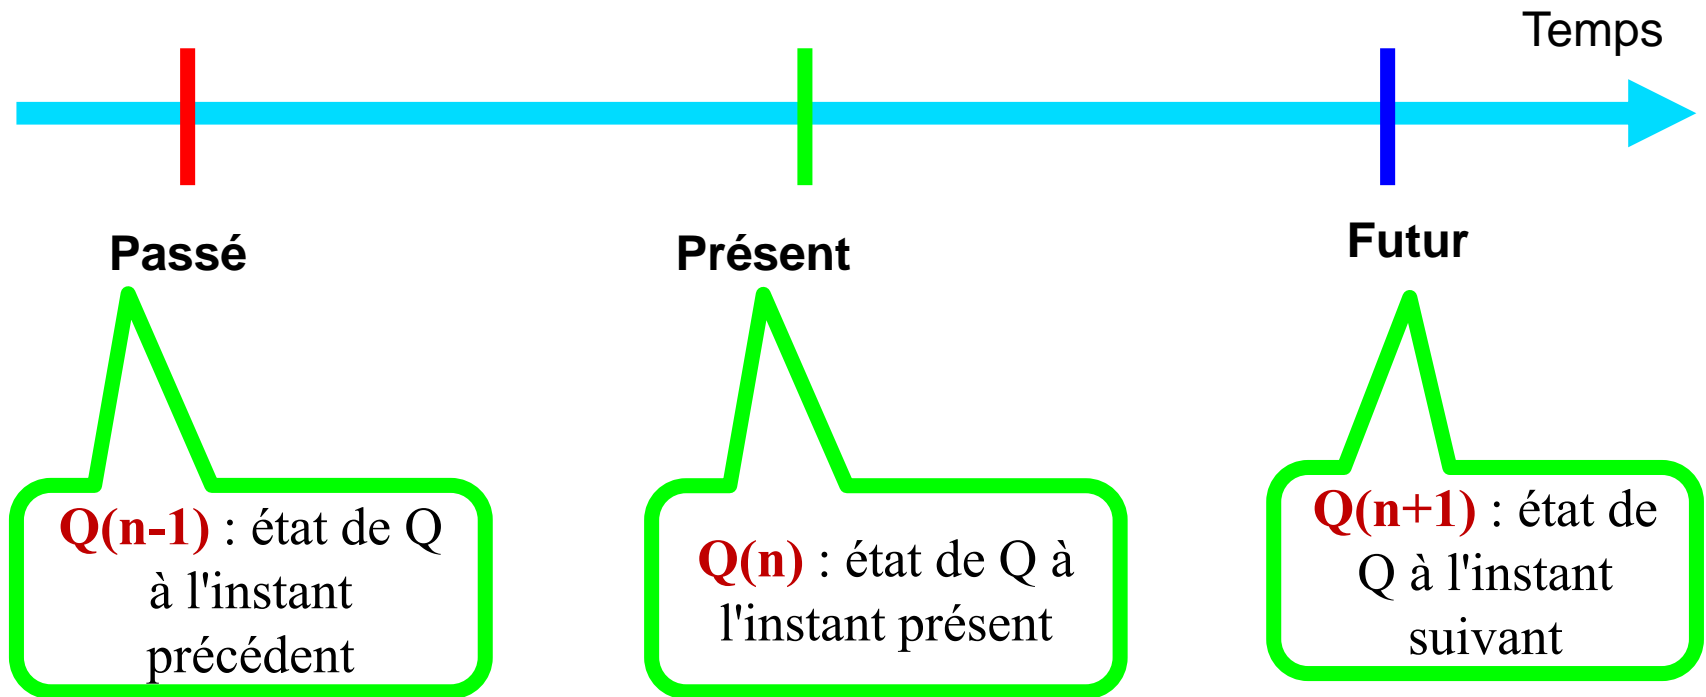 Temps
Passé
Présent
Futur
Q(n-1) : état de Q
à l'instant
précédent
Q(n) : état de Q à
l'instant présent
Q(n+1) : état de
Q à l'instant
suivant